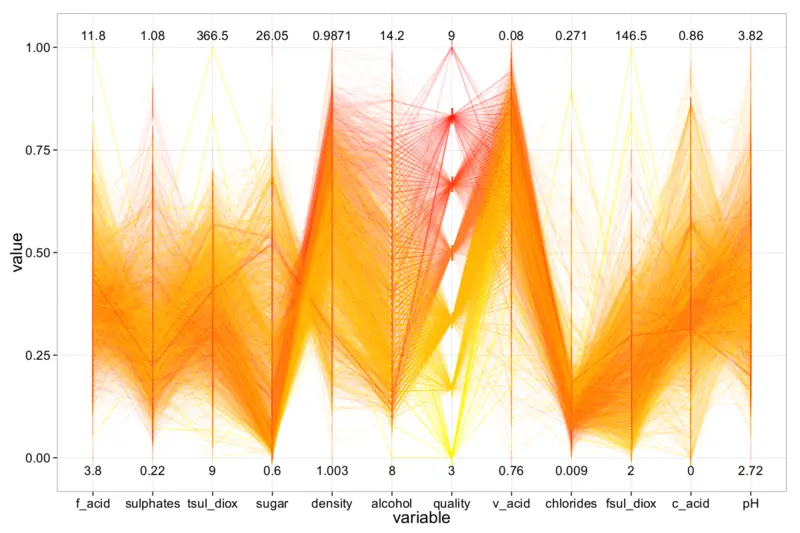 11.8 1.08 366.5 26.05 0.9871 14.2 9 0.08 0.271 146.5 0.86 3.82
1.00
0.75
0.50
0.25
0.00
value
3.8 0.22 9 0.6 1.003 8 3 0.76 0.009 2 0 2.72
f_acid sulphates tsul_diox sugar density alcohol quality v_acid chlorides fsul_diox c_acid pH
variable